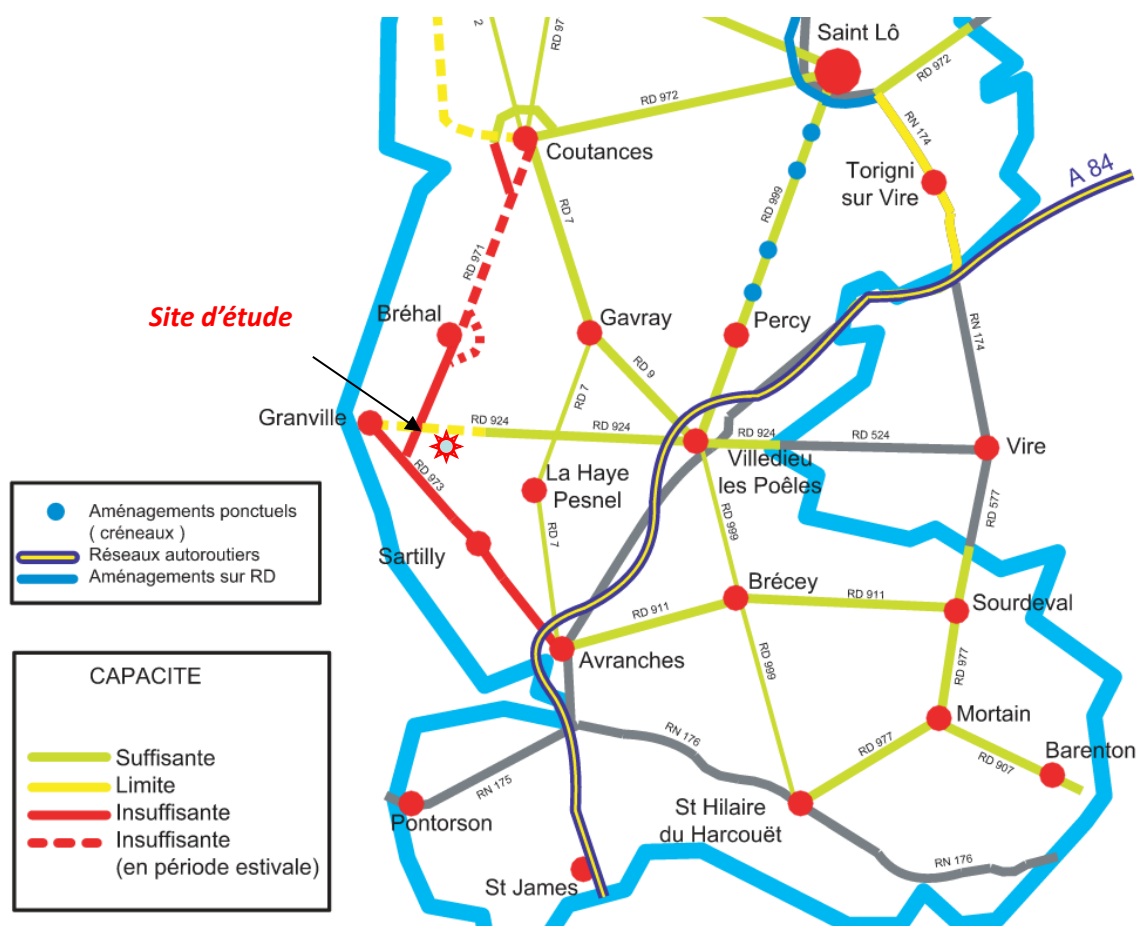 Saint Lô
2
RD 97
RD 972
RD 972
RN 174
Coutances
Torigni
sur Vire
A 84
RD 7
RD 999
RD 971
Site d'étude
Bréhal
Gavray
Percy
RN 174
RD 9
RD 7
Granville
RD 924
RD 924
RD 924
RD 524
Villedieu
les Poêles
Vire
RD 973
La Haye
Pesnel
RD 577
Aménagements ponctuels
( créneaux )
Réseaux autoroutiers
Aménagements sur RD
Sartilly
RD 7
RD 999
Brécey
RD 911
RD 911
Sourdeval
Avranches
RD 999
RD 977
CAPACITE
Suffisante
Limite
Insuffisante
Insuffisante
(en période estivale)
Mortain
RN 176
RD 977
RD 907
Barenton
RN 175
Pontorson
St Hilaire
du Harcouët
RN 176
St James